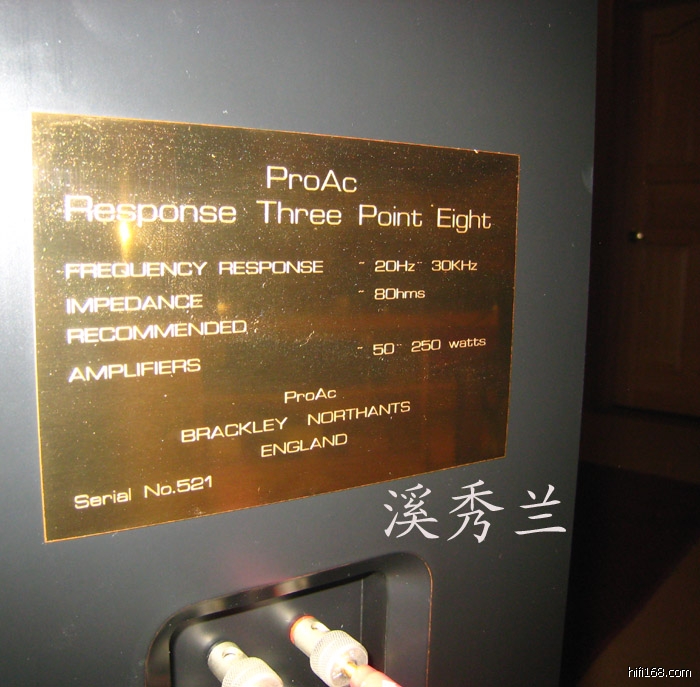 ProAc
Response Three Point Eight
FREQUENCY RESPONSE - 20Hz - 30KHz
IMPEDANCE - 8Ohms
RECOMMENDED
AMPLIFIERS - 50 - 250 watts
ProAc
BRACKLEY NORTHANTS
ENGLAND
Serial No.521
溪秀兰
hifi168.com